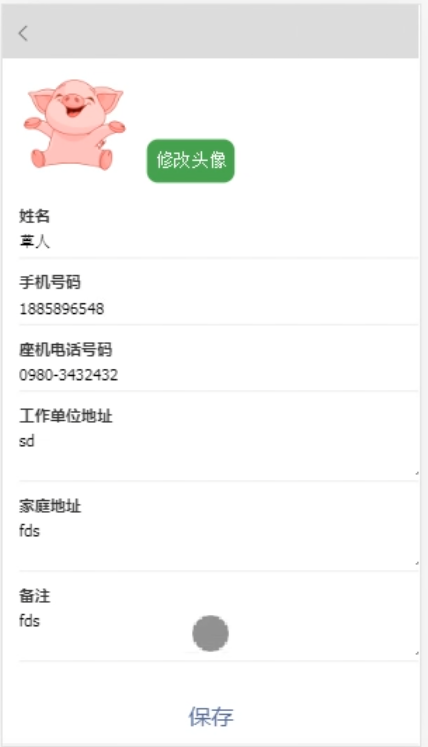 修改头像
姓名
草人
手机号码
1885896548
座机电话号码
0980-3432432
工作单位地址
sd
家庭地址
fds
备注
fds
保存